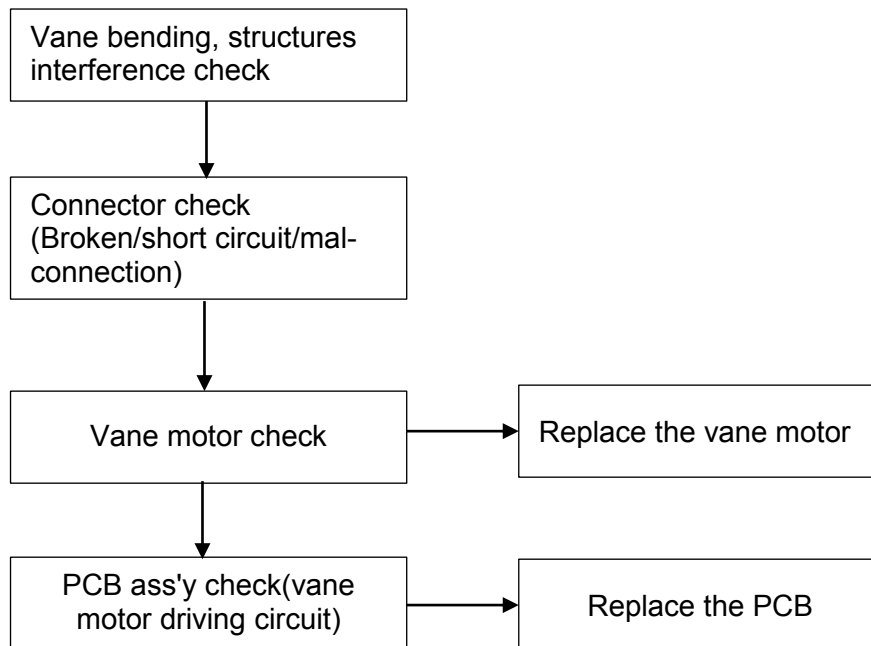 Vane bending, structures
interference check
Connector check
(Broken/short circuit/mal-
connection)
Vane motor check
Replace the vane motor
PCB ass'y check(vane
motor driving circuit)
Replace the PCB